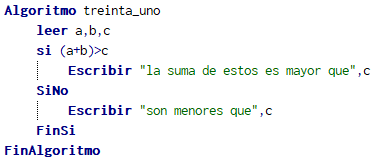 Algoritmo treinta_uno
leer a,b,c
si (a+b)>c
Escribir "la suma de estos es mayor que",c
SiNo
Escribir "son menores que",c
FinSi
FinAlgoritmo